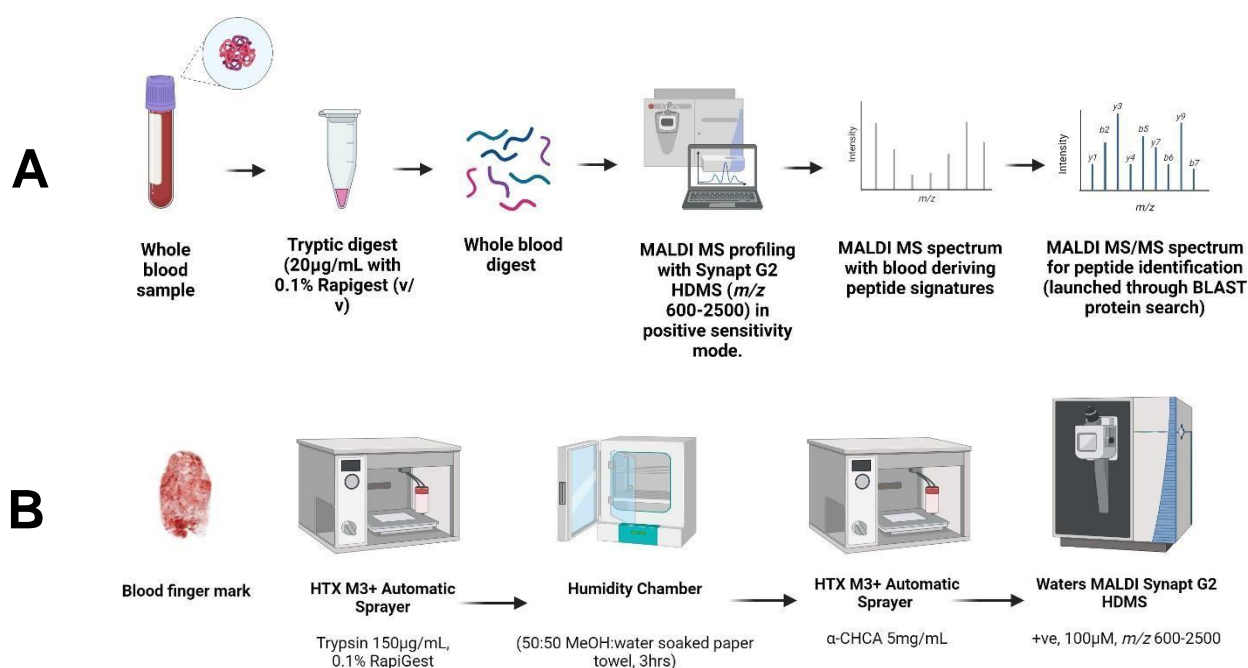 A
Whole
blood
sample
Tryptic digest
(20µg/mL with
0.1% Rapigest (v/
v)
Whole blood
digest
MALDI MS profiling
with Synapt G2
HDMS (m/z
600-2500) in
positive sensitivity
mode.
Intensity
m/z
MALDI MS spectrum
with blood deriving
peptide signatures
Intensity
y1
b2
y3
y4
b5
y7
b6
y9
b7
m/z
MALDI MS/MS spectrum
for peptide identification
(launched through BLAST
protein search)
B
Blood finger mark
HTX M3+ Automatic
Sprayer
Trypsin 150µg/mL,
0.1% RapiGest
Humidity Chamber
(50:50 MeOH:water soaked paper
towel, 3hrs)
HTX M3+ Automatic
Sprayer
α-CHCA 5mg/mL
Waters MALDI Synapt G2
HDMS
+ve, 100µM, m/z 600-2500